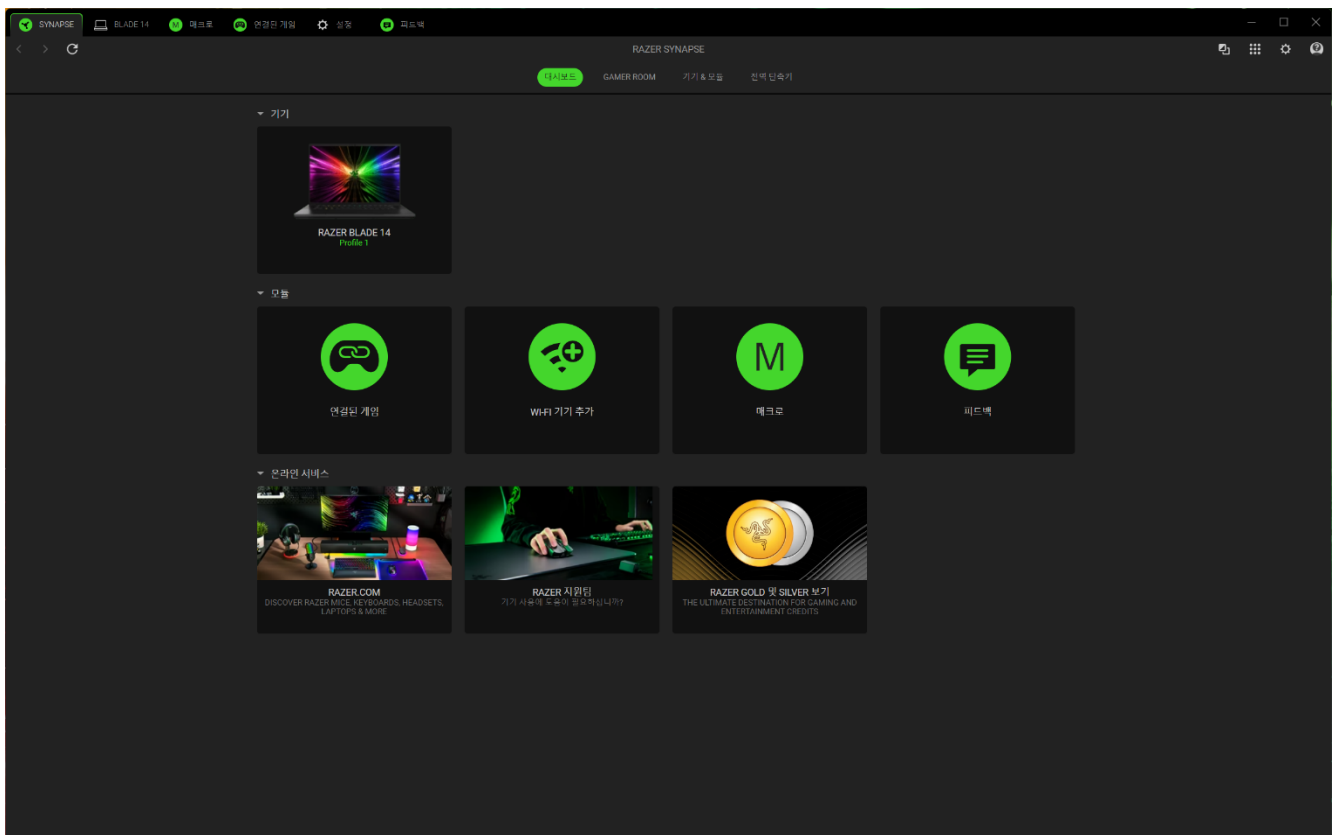 SYNAPSE
BLADE 14
M
매크로
연결된 게임
설정
피드백
RAZER SYNAPSE
대시보드
GAMER ROOM
기기 & 모듈
전역 단축키
기기
RAZER BLADE 14
Profile 1
모듈
연결된 게임
WI-FI 기기 추가
M
매크로
피드백
온라인 서비스
RAZER.COM
DISCOVER RAZER MICE, KEYBOARDS, HEADSETS,
LAPTOPS & MORE
RAZER 지원팀
기기 사용에 도움이 필요하십니까?
RAZER GOLD 및 SILVER 보기
THE ULTIMATE DESTINATION FOR GAMING AND
ENTERTAINMENT CREDITS